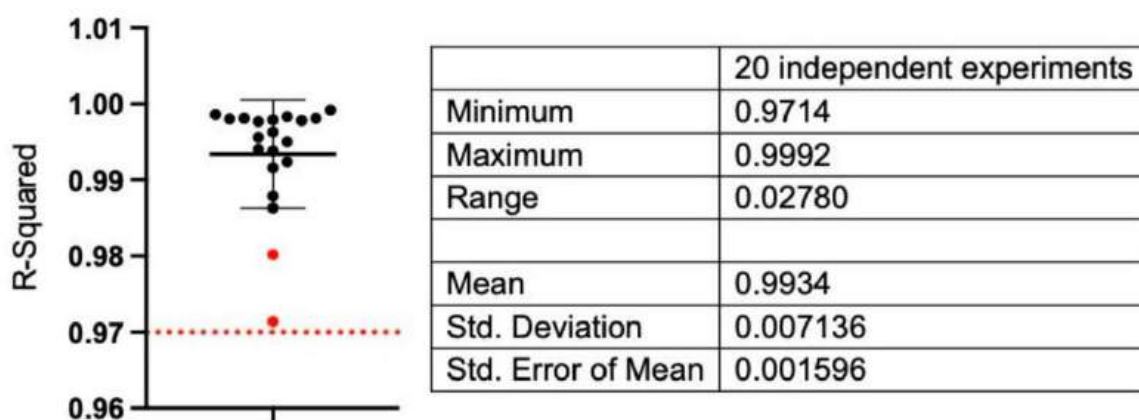 R-Squared
1.01
1.00
0.99
0.98
0.97
0.96
20 independent experiments
Minimum 0.9714
Maximum 0.9992
Range 0.02780
Mean 0.9934
Std. Deviation 0.007136
Std. Error of Mean 0.001596